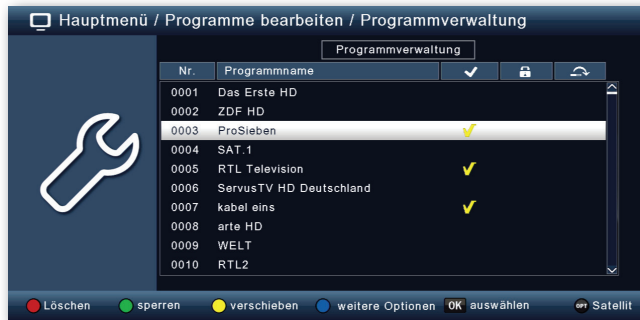 Hauptmenü / Programme bearbeiten / Programmverwaltung
Programmverwaltung
Nr. Programmname
0001 Das Erste HD
0002 ZDF HD
0003 ProSieben
0004 SAT.1
0005 RTL Television
0006 ServusTV HD Deutschland
0007 kabel eins
0008 arte HD
0009 WELT
0010 RTL2
Löschen sperren verschieben weitere Optionen OK auswählen OPT Satellit